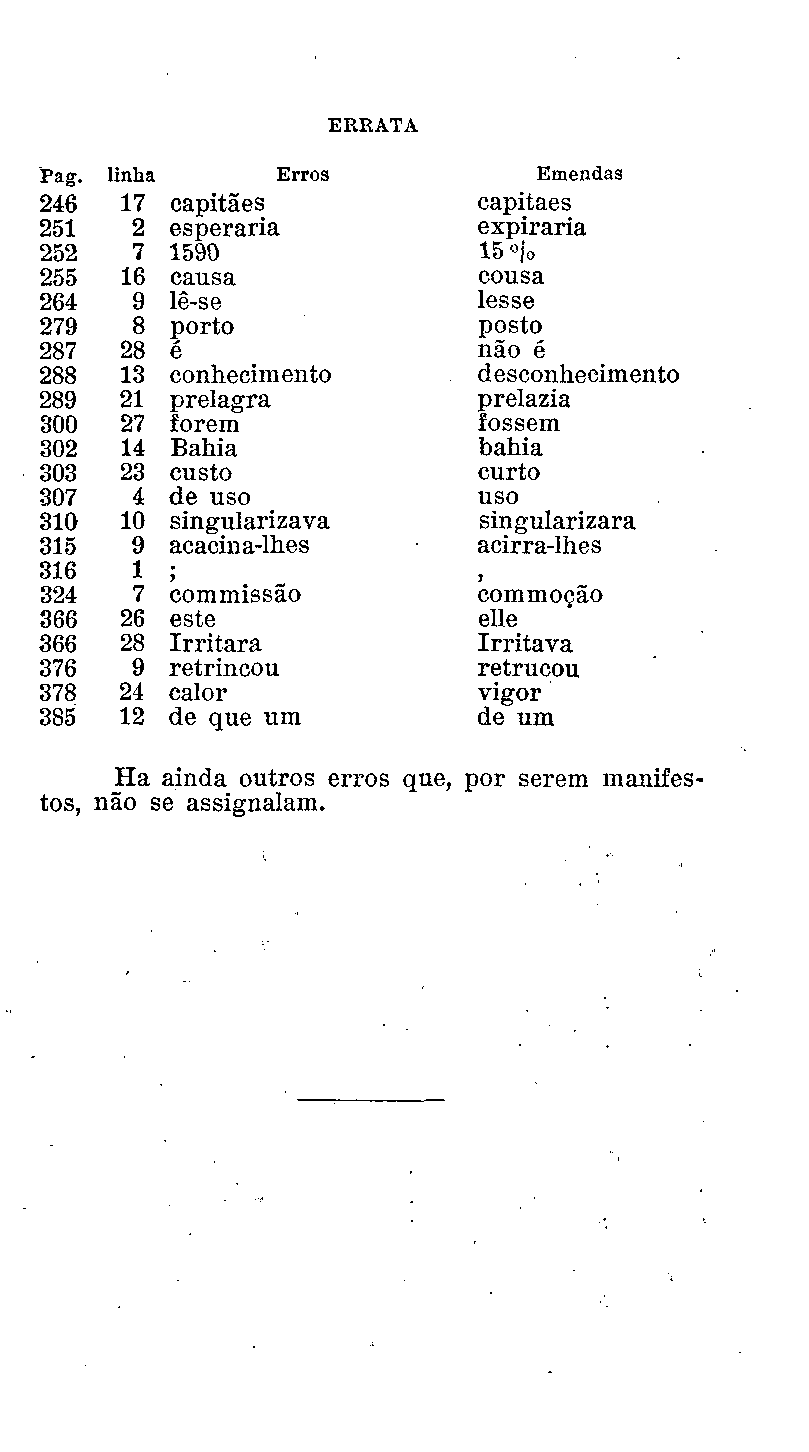 ERRATA
Pag. linha Erros Emendas
246 17 capitães capitaes
251 2 esperaria expiraria
252 7 1590 15 º/o
255 16 causa cousa
264 9 lê-se lesse
279 8 porto posto
287 28 é não é
288 13 conhecimento desconhecimento
289 21 prelagra prelazia
300 27 forem fossem
302 14 Bahia bahia
303 23 custo curto
307 4 de uso uso
310 10 singularizava singularizara
315 9 acacina-lhes acirra-lhes
316 1 ; ,
324 7 commissão commoção
366 26 este elle
366 28 Irritara Irritava
376 9 retrincou retrucou
378 24 calor vigor
385 12 de que um de um
Ha ainda outros erros que, por serem manifes-
tos, não se assignalam.